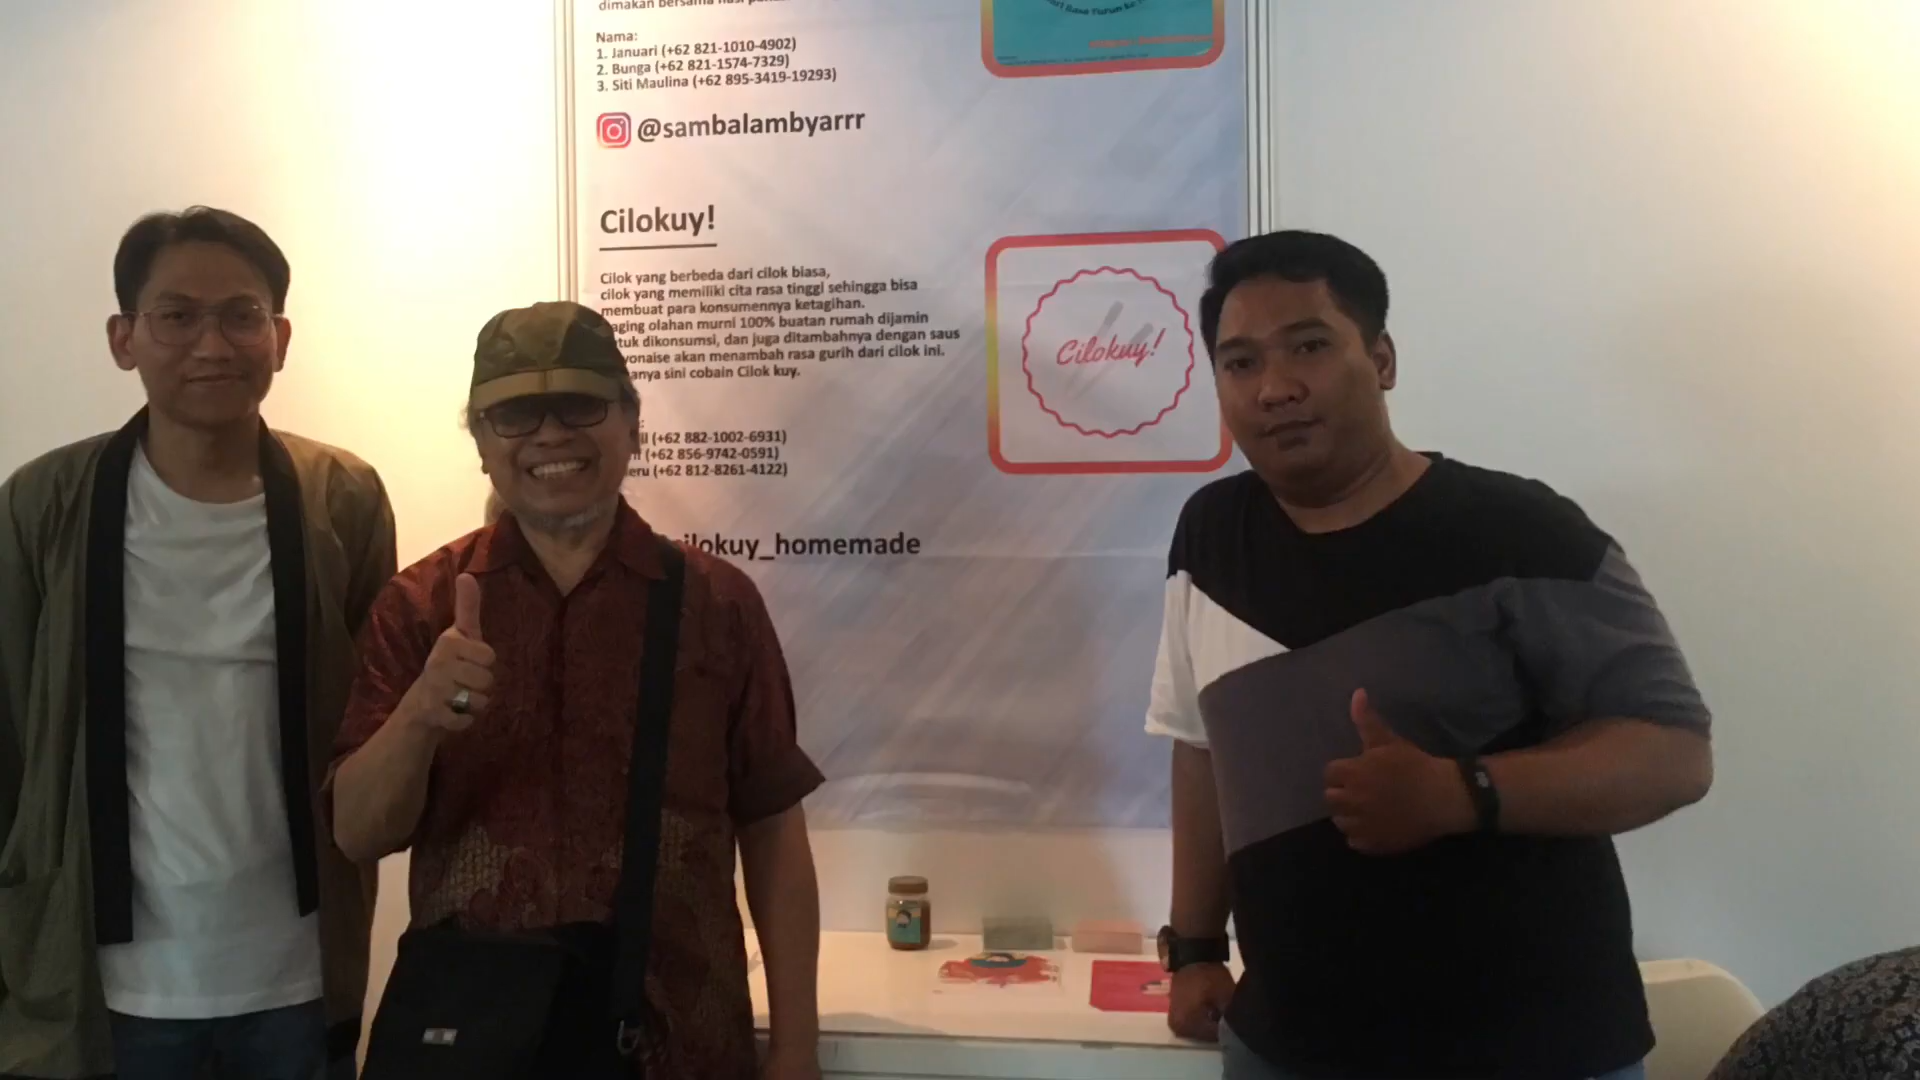 dimakan bersama nasi
Nama:
1. Januari (+62 821-1010-4902)
2. Bunga (+62 821-1574-7329)
3. Siti Maulina (+62 895-3419-19293)
@sambalambyarrr
Cilokuy!
Cilok yang berbeda dari cilok biasa,
cilok yang memiliki cita rasa tinggi sehingga bisa
membuat para konsumennya ketagihan.
aging olahan murni 100% buatan rumah dijamin
tuk dikonsumsi, dan juga ditambahnya dengan saus
yonaise akan menambah rasa gurih dari cilok ini.
anya sini cobain Cilok kuy.
(+62 882-1002-6931)
(+62 856-9742-0591)
eru (+62 812-8261-4122)
ilokuy_homemade
Cilokuy!